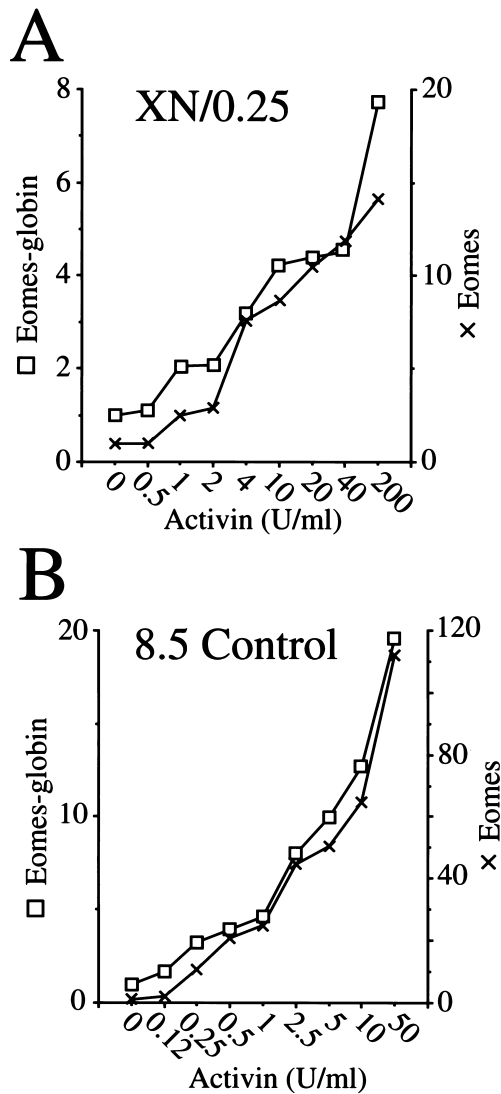 A
XN/0.25
8
6
4
2
0
□ Eomes-globin
20
10
0
× Eomes
0 0.5 1 2 4 10 20 40 200
Activin (U/ml)
B
8.5 Control
20
10
0
□ Eomes-globin
120
80
40
0
× Eomes
0 0.12 0.25 0.5 1 2.5 5 10 50
Activin (U/ml)